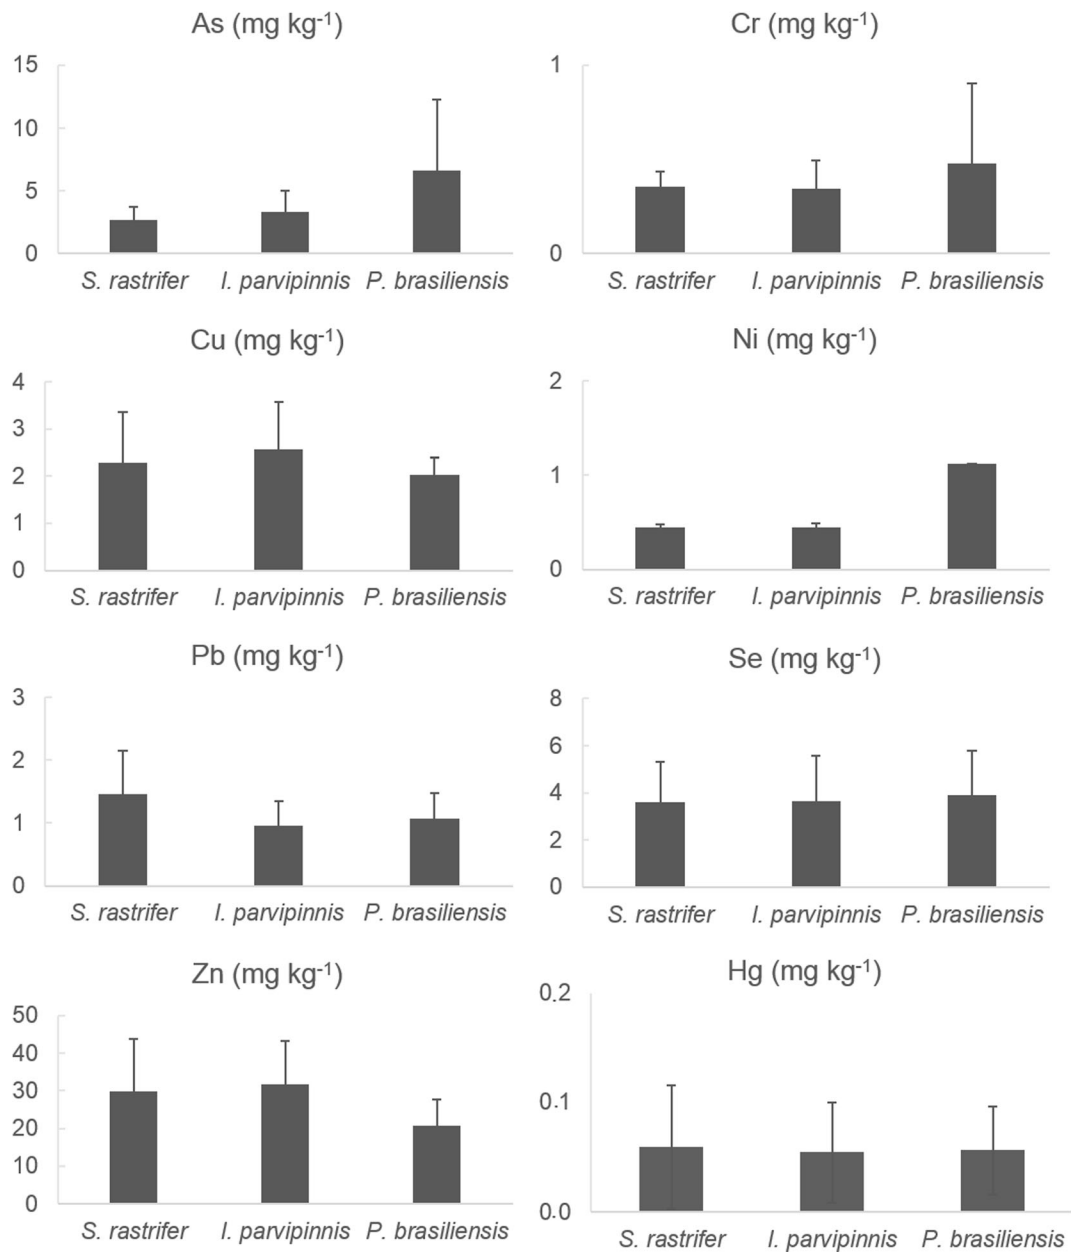 As (mg kg⁻¹)
15
10
5
0
S. rastrifer I. parvipinnis P. brasiliensis
Cr (mg kg⁻¹)
1
0
S. rastrifer I. parvipinnis P. brasiliensis
Cu (mg kg⁻¹)
4
3
2
1
0
S. rastrifer I. parvipinnis P. brasiliensis
Ni (mg kg⁻¹)
2
1
0
S. rastrifer I. parvipinnis P. brasiliensis
Pb (mg kg⁻¹)
3
2
1
0
S. rastrifer I. parvipinnis P. brasiliensis
Se (mg kg⁻¹)
8
6
4
2
0
S. rastrifer I. parvipinnis P. brasiliensis
Zn (mg kg⁻¹)
50
40
30
20
10
0
S. rastrifer I. parvipinnis P. brasiliensis
Hg (mg kg⁻¹)
0.2
0.1
0.0
S. rastrifer I. parvipinnis P. brasiliensis